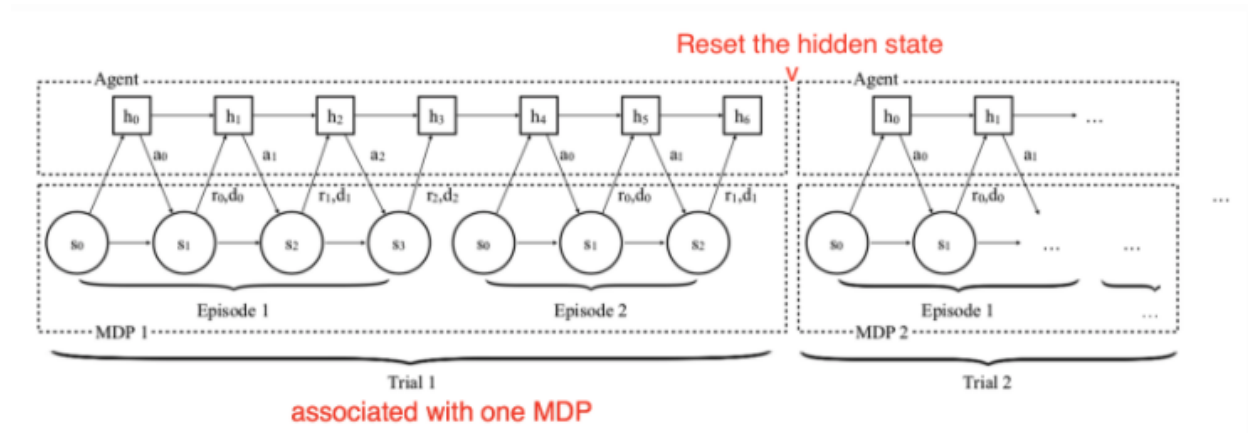 Reset the hidden state
v
Agent Agent
h₀ h₁ h₂ h₃ h₄ h₅ h₆ h₀ h₁ ...
a₀ a₁ a₂ a₀ a₁ a₀ a₁
r₀,d₀ r₁,d₁ r₂,d₂ r₀,d₀ r₁,d₁ r₀,d₀ ...
s₀ s₁ s₂ s₃ s₀ s₁ s₂ s₀ s₁ ... ...
Episode 1 Episode 2 Episode 1 ...
MDP 1 MDP 2
Trial 1 Trial 2
associated with one MDP